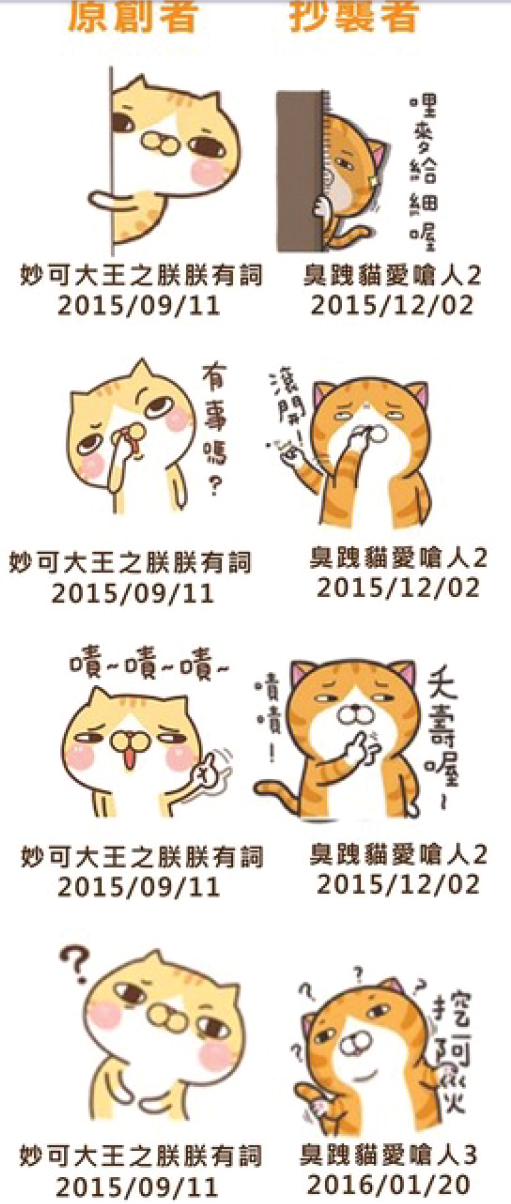 原創者
抄襲者
哩麥給細喔
妙可大王之朕朕有詞
2015/09/11
臭跩貓愛嗆人2
2015/12/02
有事嗎?
滾開!
妙可大王之朕朕有詞
2015/09/11
臭跩貓愛嗆人2
2015/12/02
嘖~嘖~嘖~
嘖嘖!
夭壽喔~
妙可大王之朕朕有詞
2015/09/11
臭跩貓愛嗆人2
2015/12/02
?
? ? ? ?
挖阿災
妙可大王之朕朕有詞
2015/09/11
臭跩貓愛嗆人3
2016/01/20